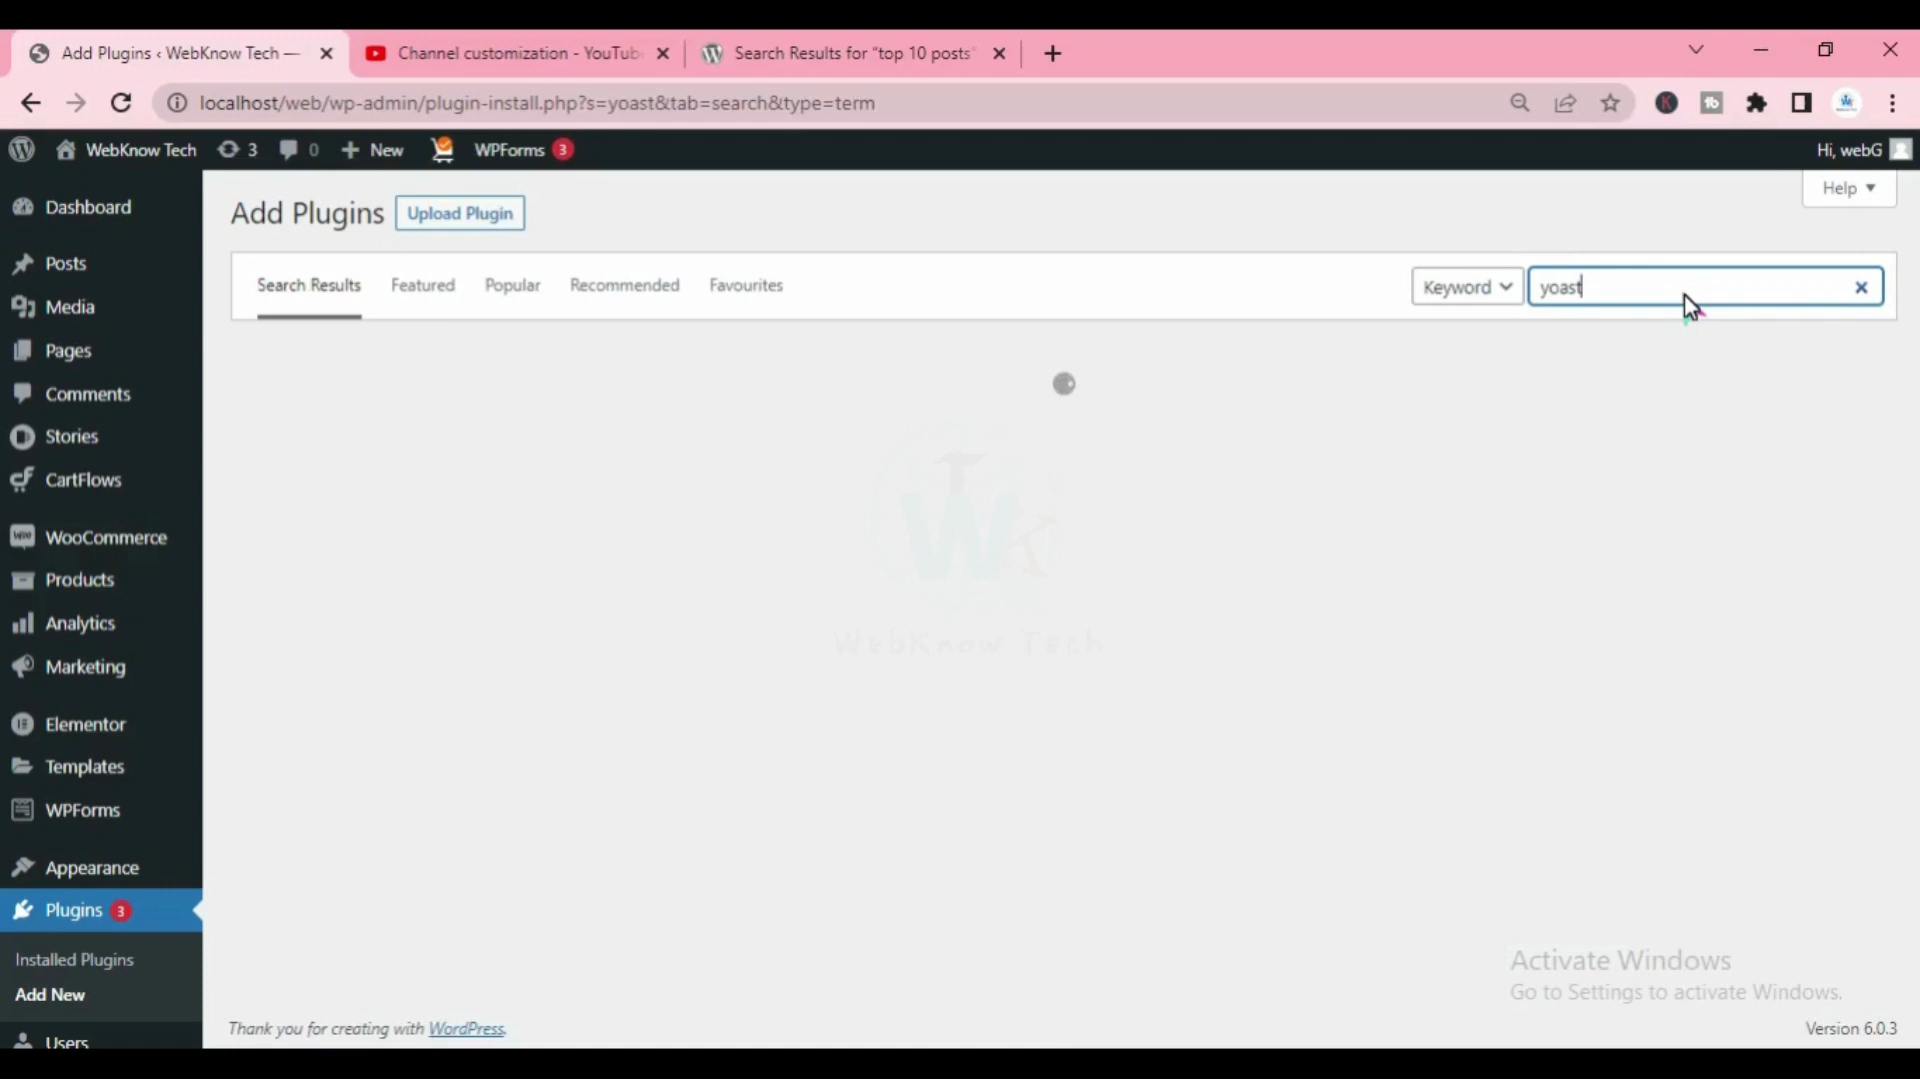 Add Plugins ‹ WebKnow Tech —
Channel customization - YouTub
Search Results for "top 10 posts"
localhost/web/wp-admin/plugin-install.php?s=yoast&tab=search&type=term
WebKnow Tech 3 0 New WPForms 3 Hi, webG
Help
Add Plugins Upload Plugin
Search Results Featured Popular Recommended Favourites Keyword yoast
Dashboard
Posts
Media
Pages
Comments
Stories
CartFlows
WooCommerce
Products
Analytics
Marketing
Elementor
Templates
WPForms
Appearance
Plugins 3
Installed Plugins
Add New
Users
WK
WebKnow Tech
Activate Windows
Go to Settings to activate Windows.
Thank you for creating with WordPress.
Version 6.0.3